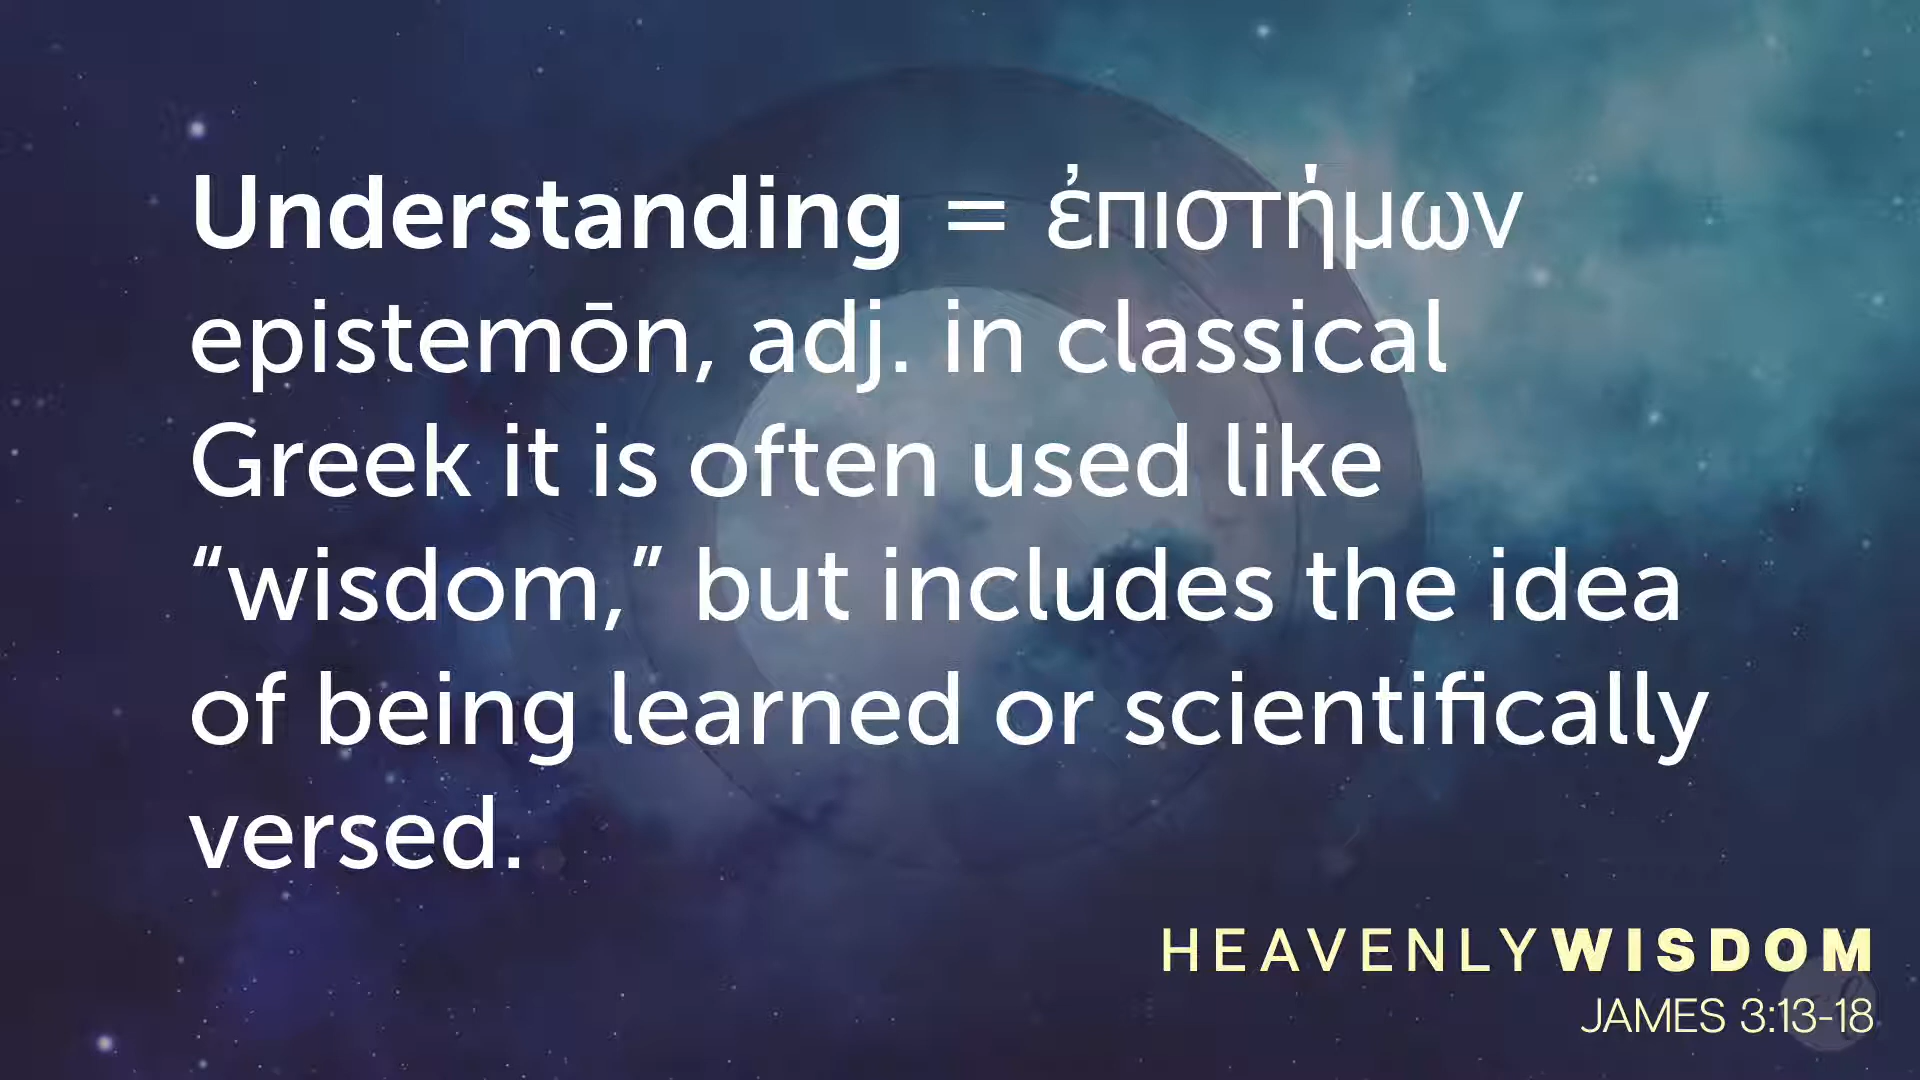 Understanding = ἐπιστήμων
epistemōn, adj. in classical
Greek it is often used like
“wisdom,” but includes the idea
of being learned or scientifically
versed.
HEAVENLYWISDOM
JAMES 3:13-18